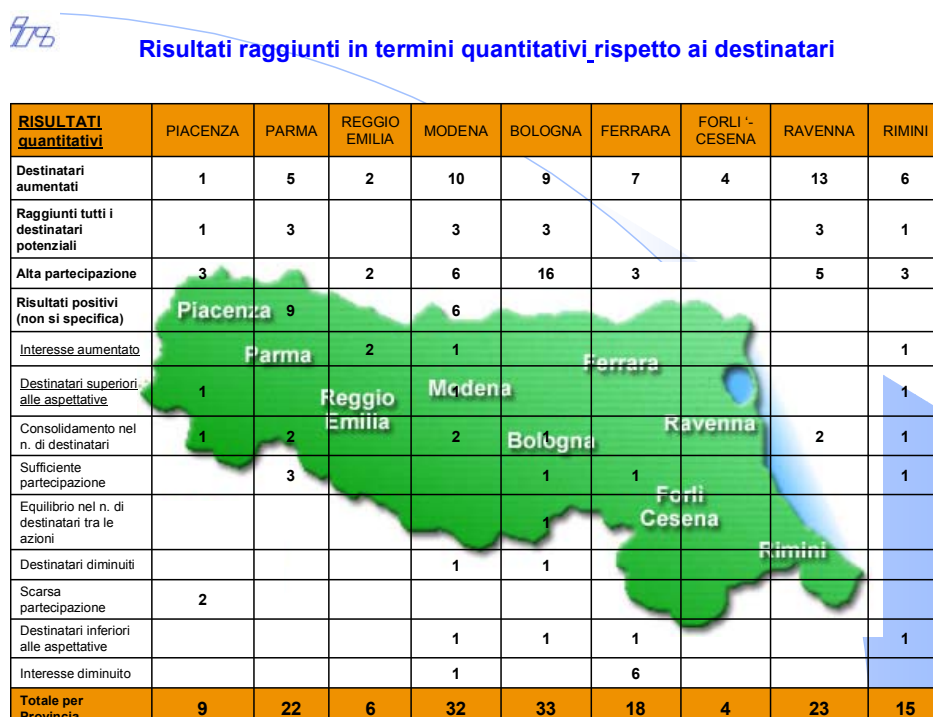 ITs
Risultati raggiunti in termini quantitativi rispetto ai destinatari
RISULTATI quantitativi PIACENZA PARMA REGGIO EMILIA MODENA BOLOGNA FERRARA FORLI '-CESENA RAVENNA RIMINI
Destinatari aumentati 1 5 2 10 9 7 4 13 6
Raggiunti tutti i destinatari potenziali 1 3 3 3 3 1
Alta partecipazione 3 2 6 16 3 5 3
Risultati positivi (non si specifica) 9 6
Interesse aumentato 2 1 1
Destinatari superiori alle aspettative 1 1 1
Consolidamento nel n. di destinatari 1 2 2 1 2 1
Sufficiente partecipazione 3 1 1 1
Equilibrio nel n. di destinatari tra le azioni 1
Destinatari diminuiti 1 1
Scarsa partecipazione 2
Destinatari inferiori alle aspettative 1 1 1 1
Interesse diminuito 1 6
Totale per Provincia 9 22 6 32 33 18 4 23 15
Piacenza
Parma
Reggio Emilia
Modena
Bologna
Ferrara
Ravenna
Forlì Cesena
Rimini